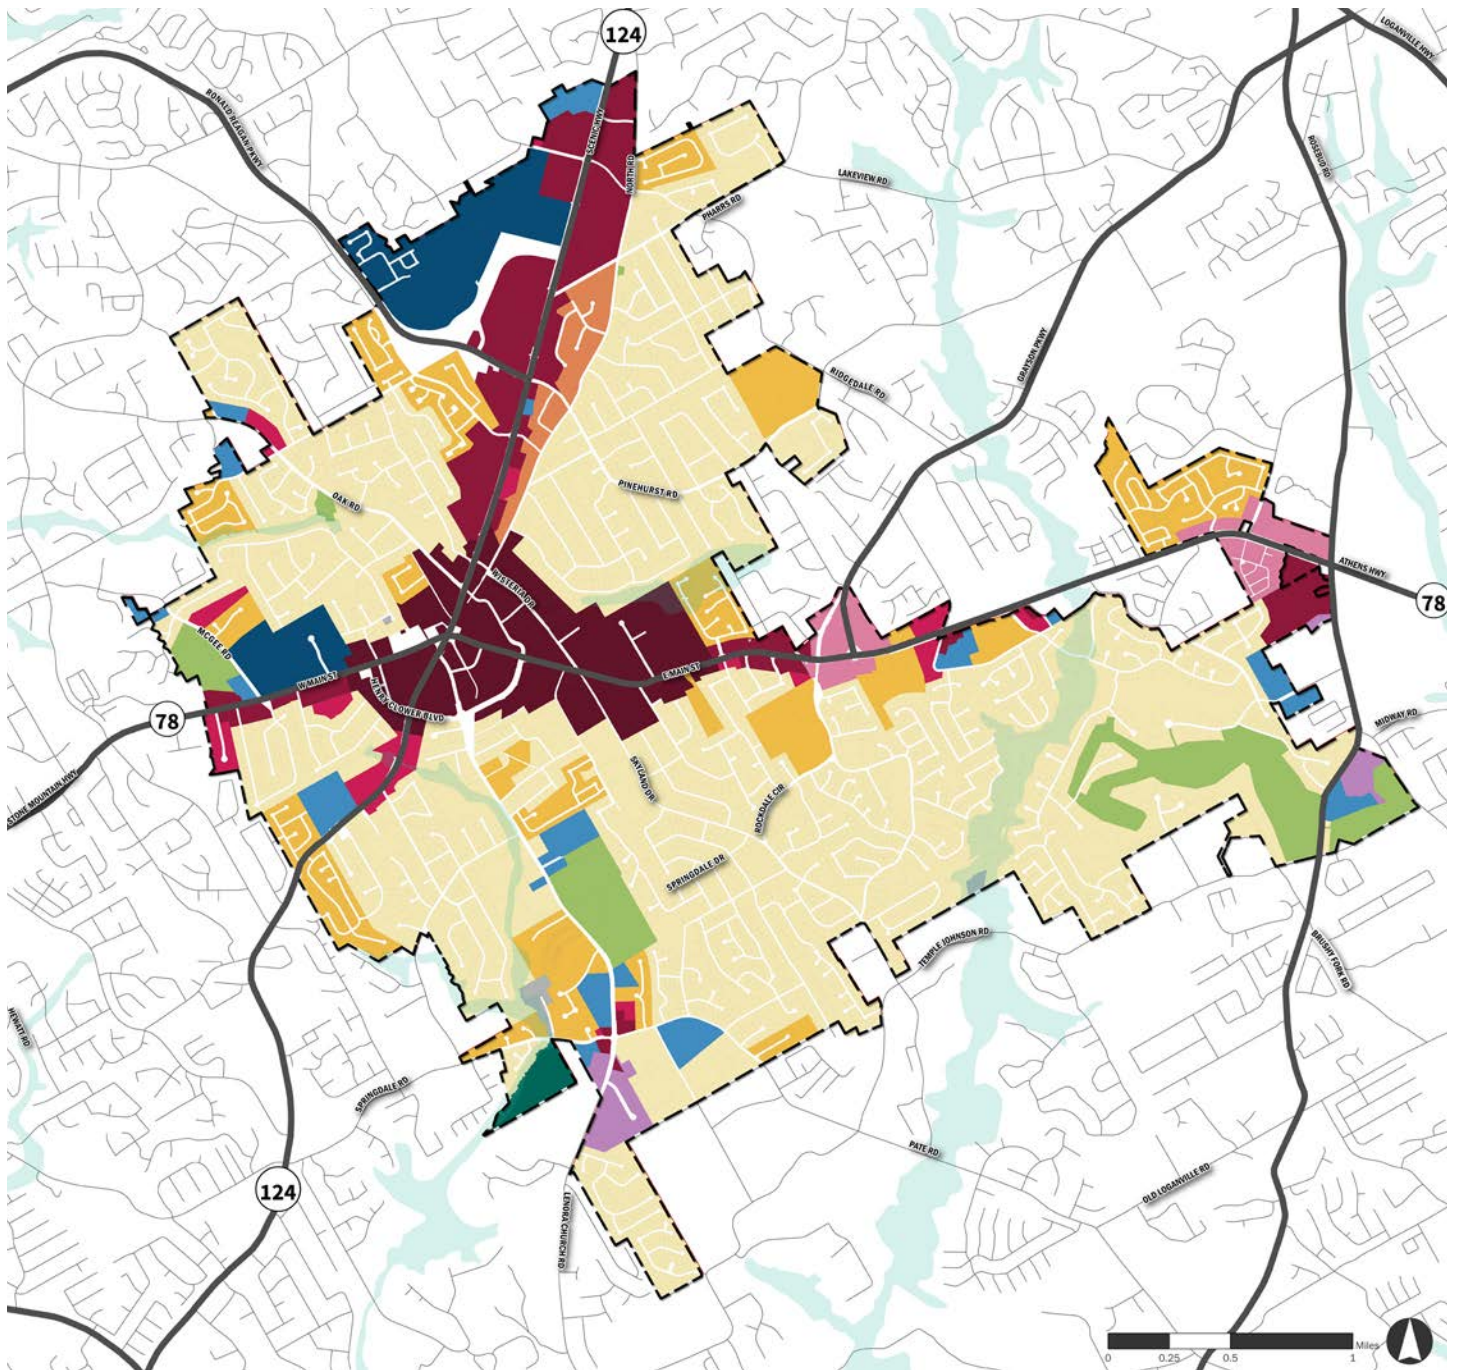 124
LOGANVILLE HWY
RONALD REAGAN PKWY
SCENIC HWY
NORTH RD
ROSEBUD RD
LAKEVIEW RD
PHARRS RD
GRAYSON PKWY
RIDGEDALE RD
PINEHURST RD
OAK RD
ATHENS HWY
WISTERIA DR
78
MCGEE RD
E MAIN ST
W MAIN ST
HENRY CLOWER BLVD
78
MIDWAY RD
STONE MOUNTAIN HWY
SKYLAND DR
ROCKDALE CIR
SPRINGDALE DR
TEMPLE JOHNSON RD
BRUSHY FORK RD
HEWATT RD
SPRINGDALE RD
PATE RD
OLD LOGANVILLE RD
124
LENORA CHURCH RD
Miles
0 0.25 0.5 1